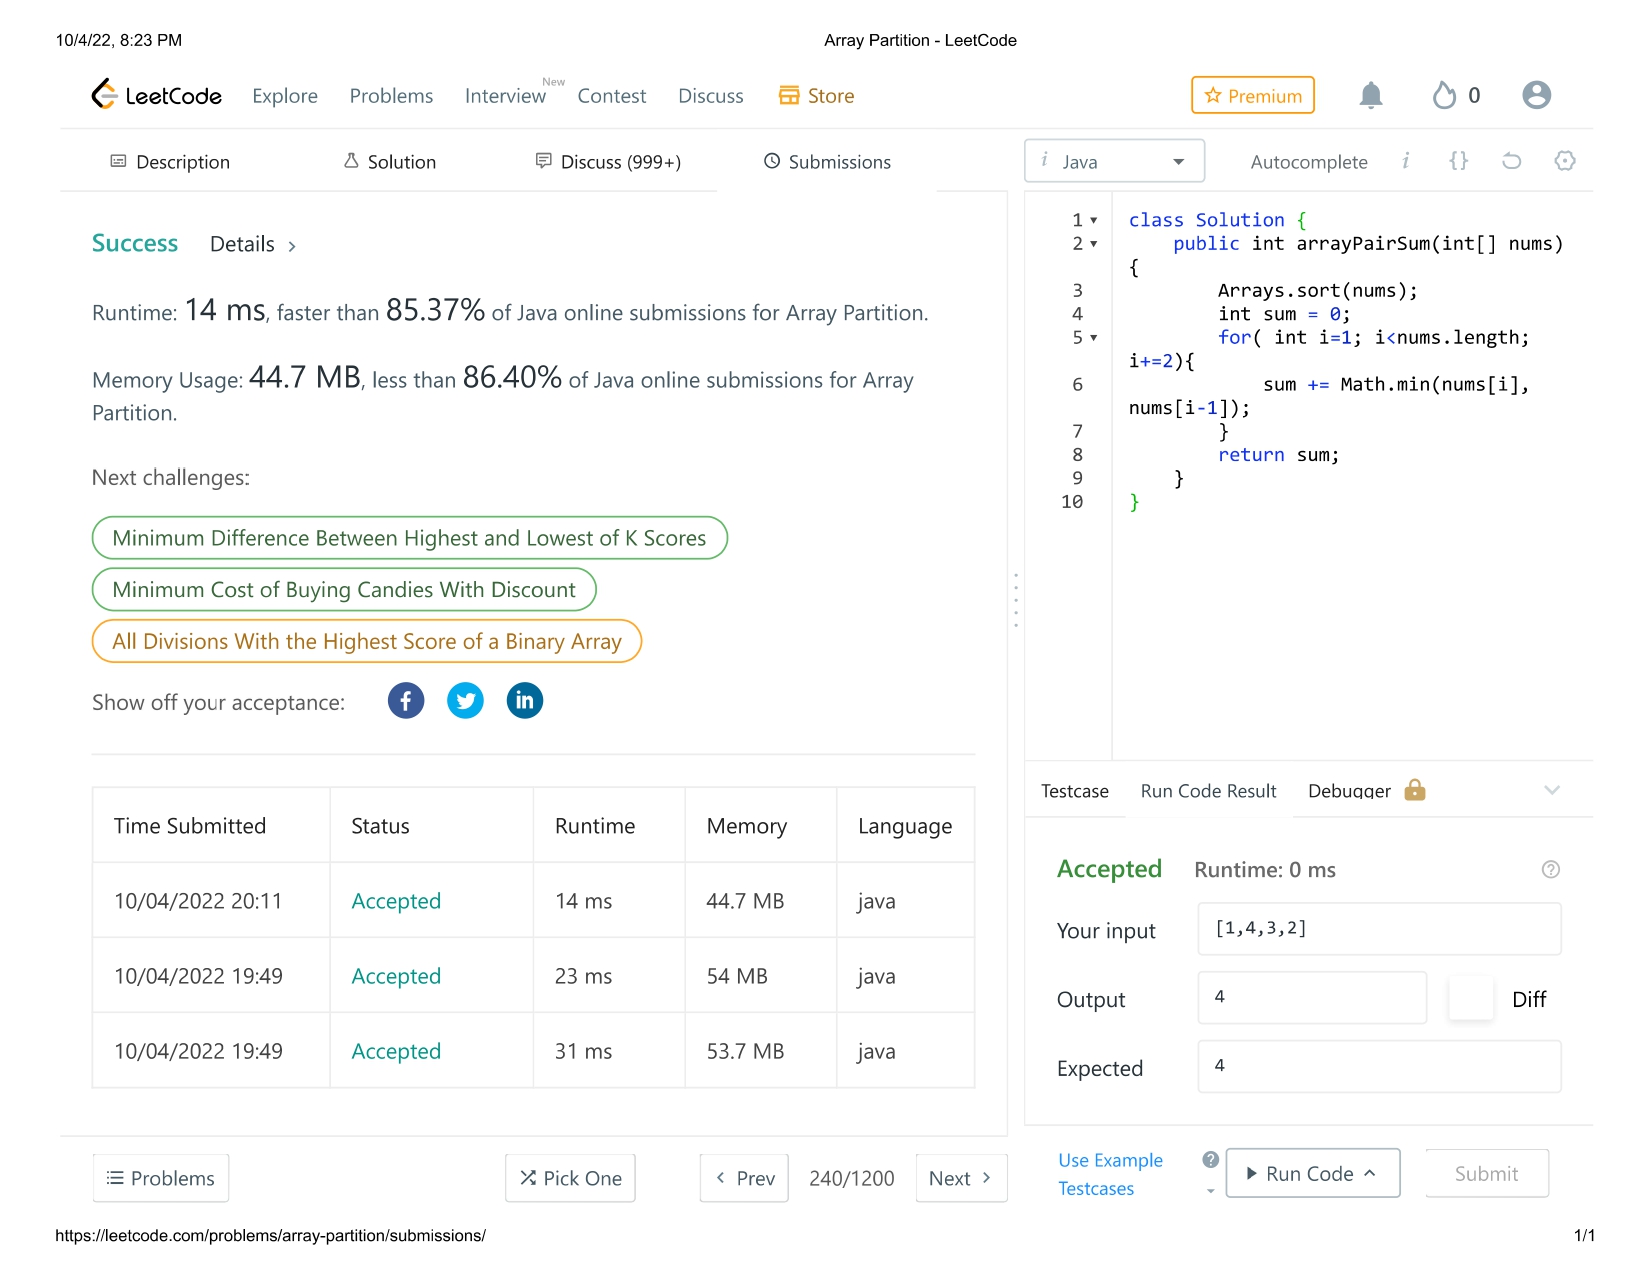 10/4/22, 8:23 PM
Array Partition - LeetCode
LeetCode Explore Problems Interview New Contest Discuss Store
Premium 0
Description Solution Discuss (999+) Submissions
i Java Autocomplete i {}
Success Details >
Runtime: 14 ms, faster than 85.37% of Java online submissions for Array Partition.
Memory Usage: 44.7 MB, less than 86.40% of Java online submissions for Array
Partition.
Next challenges:
Minimum Difference Between Highest and Lowest of K Scores
Minimum Cost of Buying Candies With Discount
All Divisions With the Highest Score of a Binary Array
Show off your acceptance: f in
Time Submitted Status Runtime Memory Language
10/04/2022 20:11 Accepted 14 ms 44.7 MB java
10/04/2022 19:49 Accepted 23 ms 54 MB java
10/04/2022 19:49 Accepted 31 ms 53.7 MB java
Problems Pick One < Prev 240/1200 Next >
1 class Solution {
2 public int arrayPairSum(int[] nums)
{
3 Arrays.sort(nums);
4 int sum = 0;
5 for( int i=1; i<nums.length;
i+=2){
6 sum += Math.min(nums[i],
nums[i-1]);
7 }
8 return sum;
9 }
10 }
Testcase Run Code Result Debugger
Accepted Runtime: 0 ms ?
Your input [1,4,3,2]
Output 4 Diff
Expected 4
Use Example
Testcases
? Run Code Submit
https://leetcode.com/problems/array-partition/submissions/
1/1